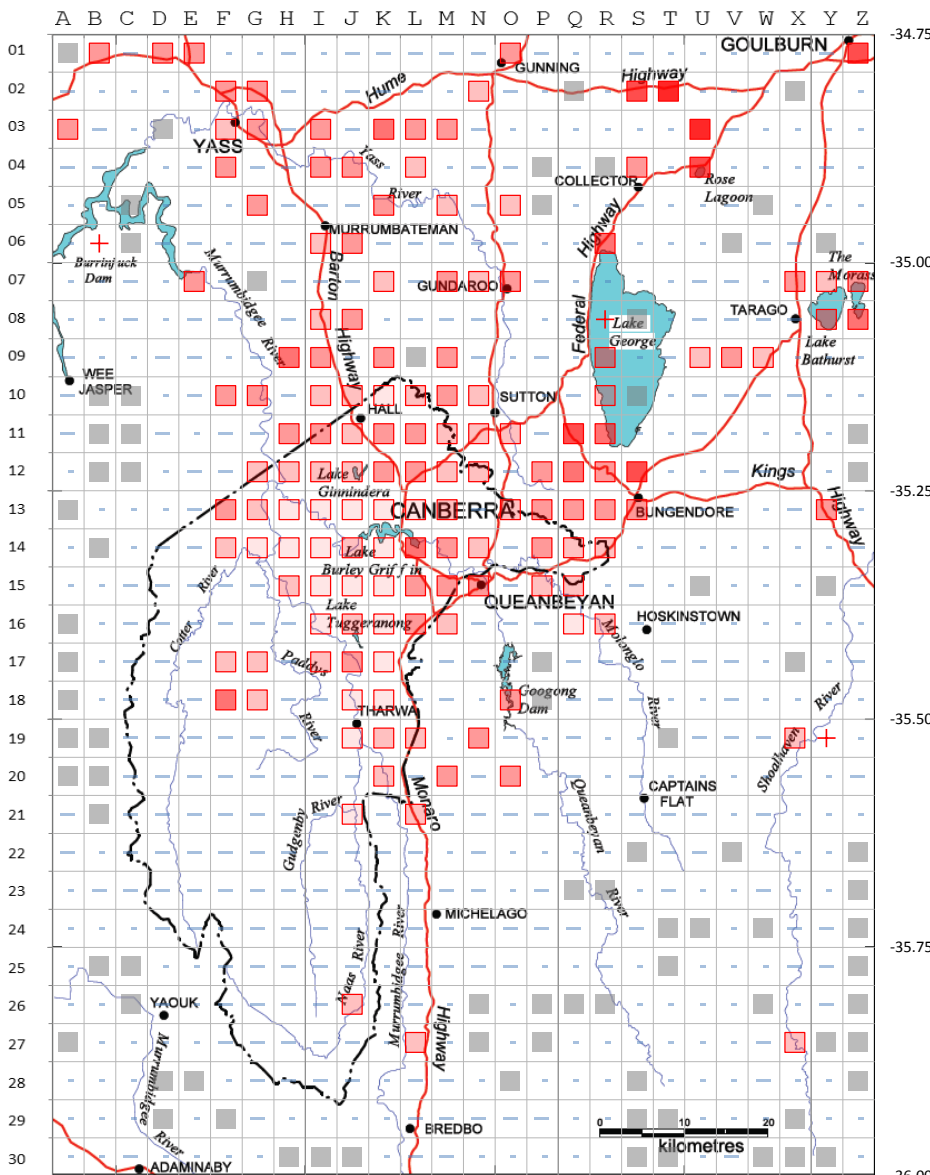 A B C D E F G H I J K L M N O P Q R S T U V W X Y Z
01
-34.75
GOULBURN
GUNNING
Hume
Highway
02
03
YASS
Yass
04
COLLECTOR
Rose
Lagoon
River
05
MURRUMBATEMAN
Highway
06
Burrinjuck
Dam
-35.00
Murrumbidgee
River
Barton
Highway
The
Morass
07
GUNDAROO
Federal
08
Lake
George
TARAGO
Lake
Bathurst
09
WEE
JASPER
10
SUTTON
HALL
11
12
Lake
Ginnindera
Kings
Highway
-35.25
13
CANBERRA
BUNGENDORE
14
Lake
Burley Griffin
River
Cotter
15
QUEANBEYAN
Lake
Tuggeranong
HOSKINSTOWN
16
Molonglo
River
17
Paddys
River
18
Googong
Dam
River
Shoalhaven
THARWA
-35.50
19
20
Monaro
Highway
CAPTAINS
FLAT
Queanbeyan
River
21
River
Gudgenby
22
23
MICHELAGO
24
-35.75
25
Naas River
Murrumbidgee River
26
YAOUK
27
Murrumbidgee
River
28
29
BREDBO
0 10 20
kilometres
30
ADAMINABY
-36.00